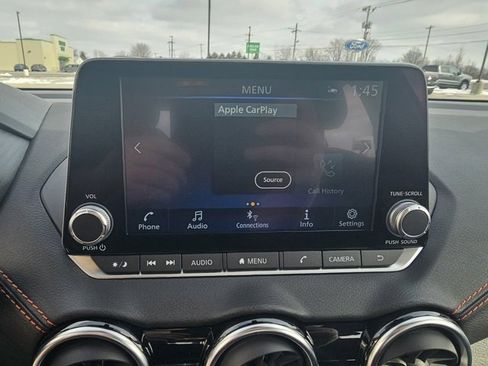 Ford
MENU
1:45
Apple CarPlay
Source
Call History
VOL
TUNE·SCROLL
Phone
Audio
Connections
Info
Settings
PUSH
PUSH SOUND
AUDIO
MENU
CAMERA